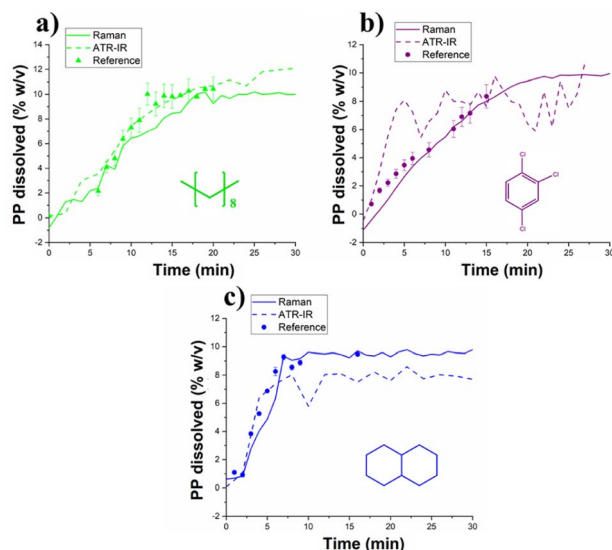 a)
Raman
ATR-IR
Reference
PP dissolved (% w/v)
14
12
10
8
6
4
2
0
-2
8
0 5 10 15 20 25 30
Time (min)
b)
Raman
ATR-IR
Reference
PP dissolved (% w/v)
12
10
8
6
4
2
0
-2
Cl
Cl
Cl
0 5 10 15 20 25 30
Time (min)
c)
Raman
ATR-IR
Reference
PP dissolved (% w/v)
12
10
8
6
4
2
0
-2
0 5 10 15 20 25 30
Time (min)